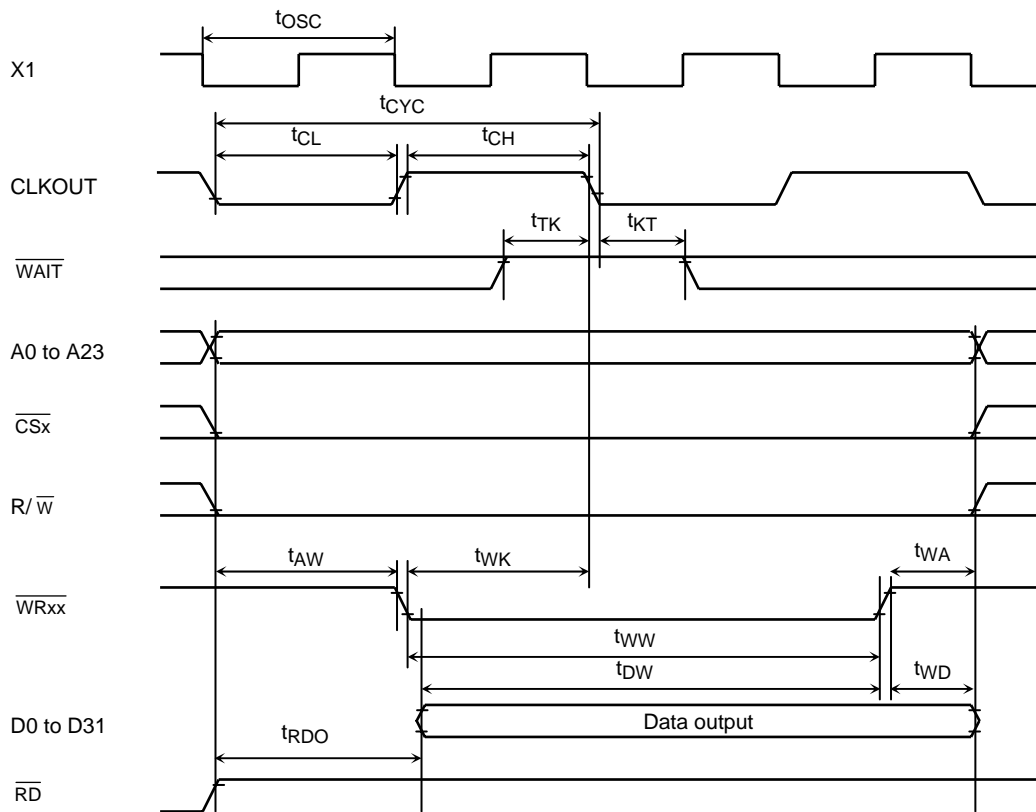 tOSC
X1
tCYC
tCL tCH
CLKOUT
tTK tKT
WAIT
A0 to A23
CSx
R/ W
tAW tWK tWA
WRxx
tWW
tDW tWD
D0 to D31 Data output
tRDO
RD